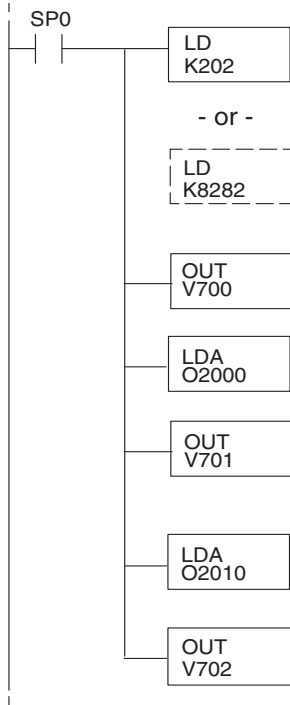 SP0
LD
K202
- or -
LD
K8282
OUT
V700
LDA
O2000
OUT
V701
LDA
O2010
OUT
V702